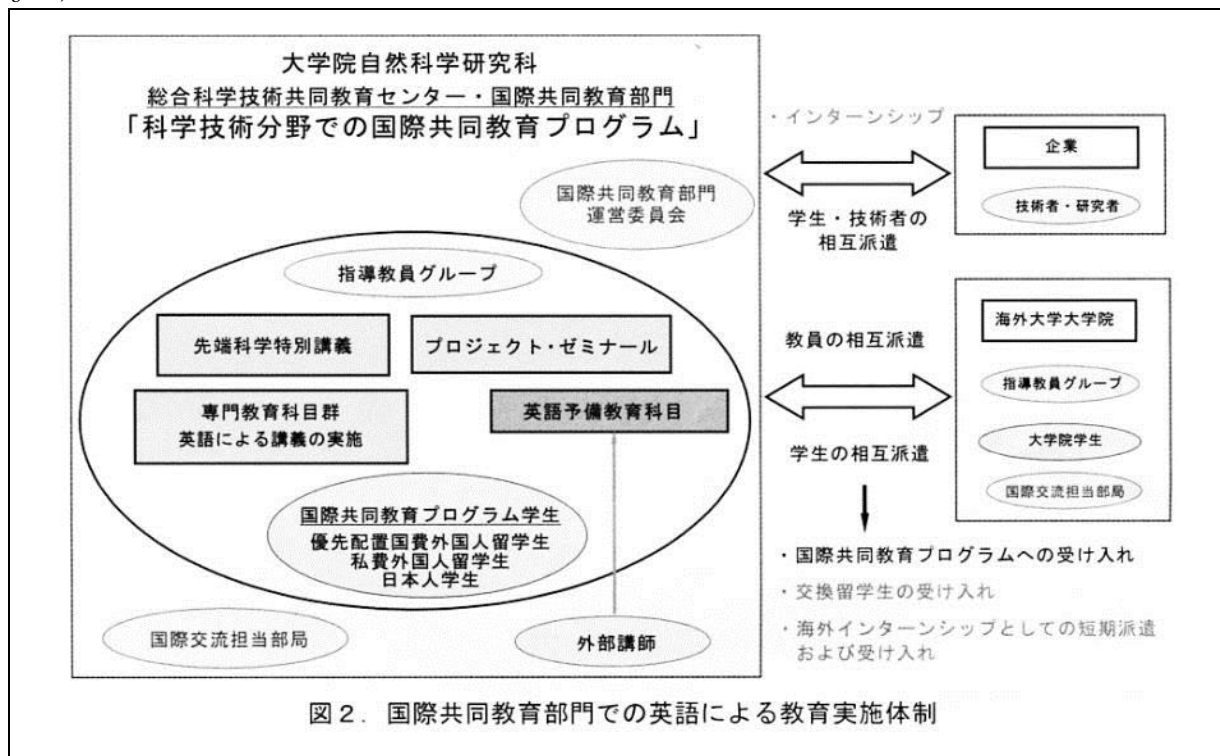 大学院自然科学研究科
総合科学技術共同教育センター・国際共同教育部門
「科学技術分野での国際共同教育プログラム」
国際共同教育部門
運営委員会
指導教員グループ
先端科学特別講義
プロジェクト・ゼミナール
専門教育科目群
英語による講義の実施
英語予備教育科目
国際共同教育プログラム学生
優先配置国費外国人留学生
私費外国人留学生
日本人学生
国際交流担当部局
外部講師
・インターンシップ
学生・技術者の
相互派遣
企業
技術者・研究者
教員の相互派遣
学生の相互派遣
海外大学大学院
指導教員グループ
大学院学生
国際交流担当部局
・国際共同教育プログラムへの受け入れ
・交換留学生の受け入れ
・海外インターンシップとしての短期派遣
および受け入れ
図2. 国際共同教育部門での英語による教育実施体制